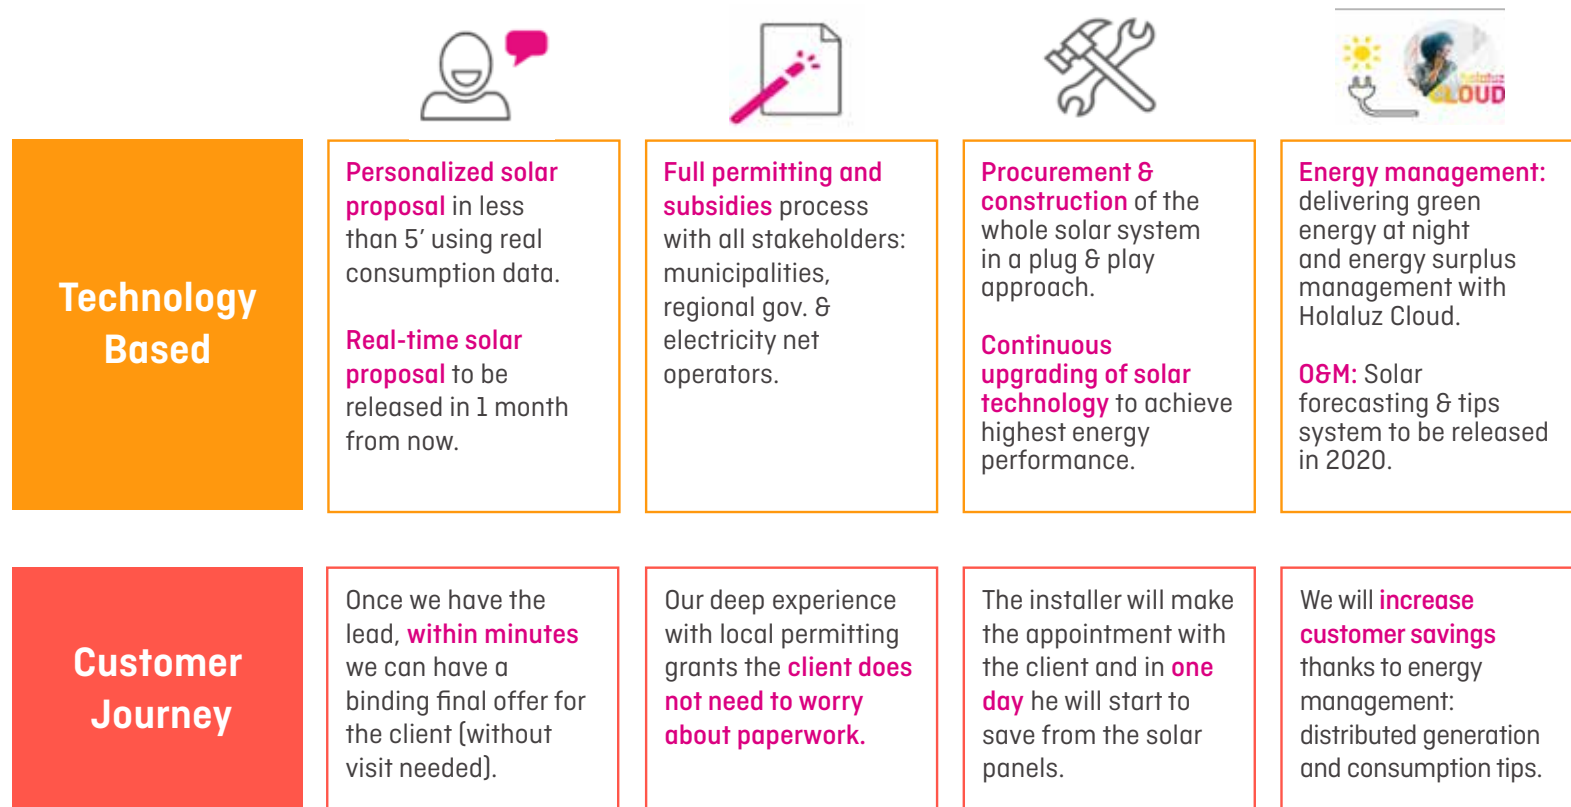 holaluz
CLOUD
Technology
Based
Personalized solar
proposal in less
than 5’ using real
consumption data.
Real-time solar
proposal to be
released in 1 month
from now.
Full permitting and
subsidies process
with all stakeholders:
municipalities,
regional gov. &
electricity net
operators.
Procurement &
construction of the
whole solar system
in a plug & play
approach.
Continuous
upgrading of solar
technology to achieve
highest energy
performance.
Energy management:
delivering green
energy at night
and energy surplus
management with
Holaluz Cloud.
O&M: Solar
forecasting & tips
system to be released
in 2020.
Customer
Journey
Once we have the
lead, within minutes
we can have a
binding final offer for
the client (without
visit needed).
Our deep experience
with local permitting
grants the client does
not need to worry
about paperwork.
The installer will make
the appointment with
the client and in one
day he will start to
save from the solar
panels.
We will increase
customer savings
thanks to energy
management:
distributed generation
and consumption tips.